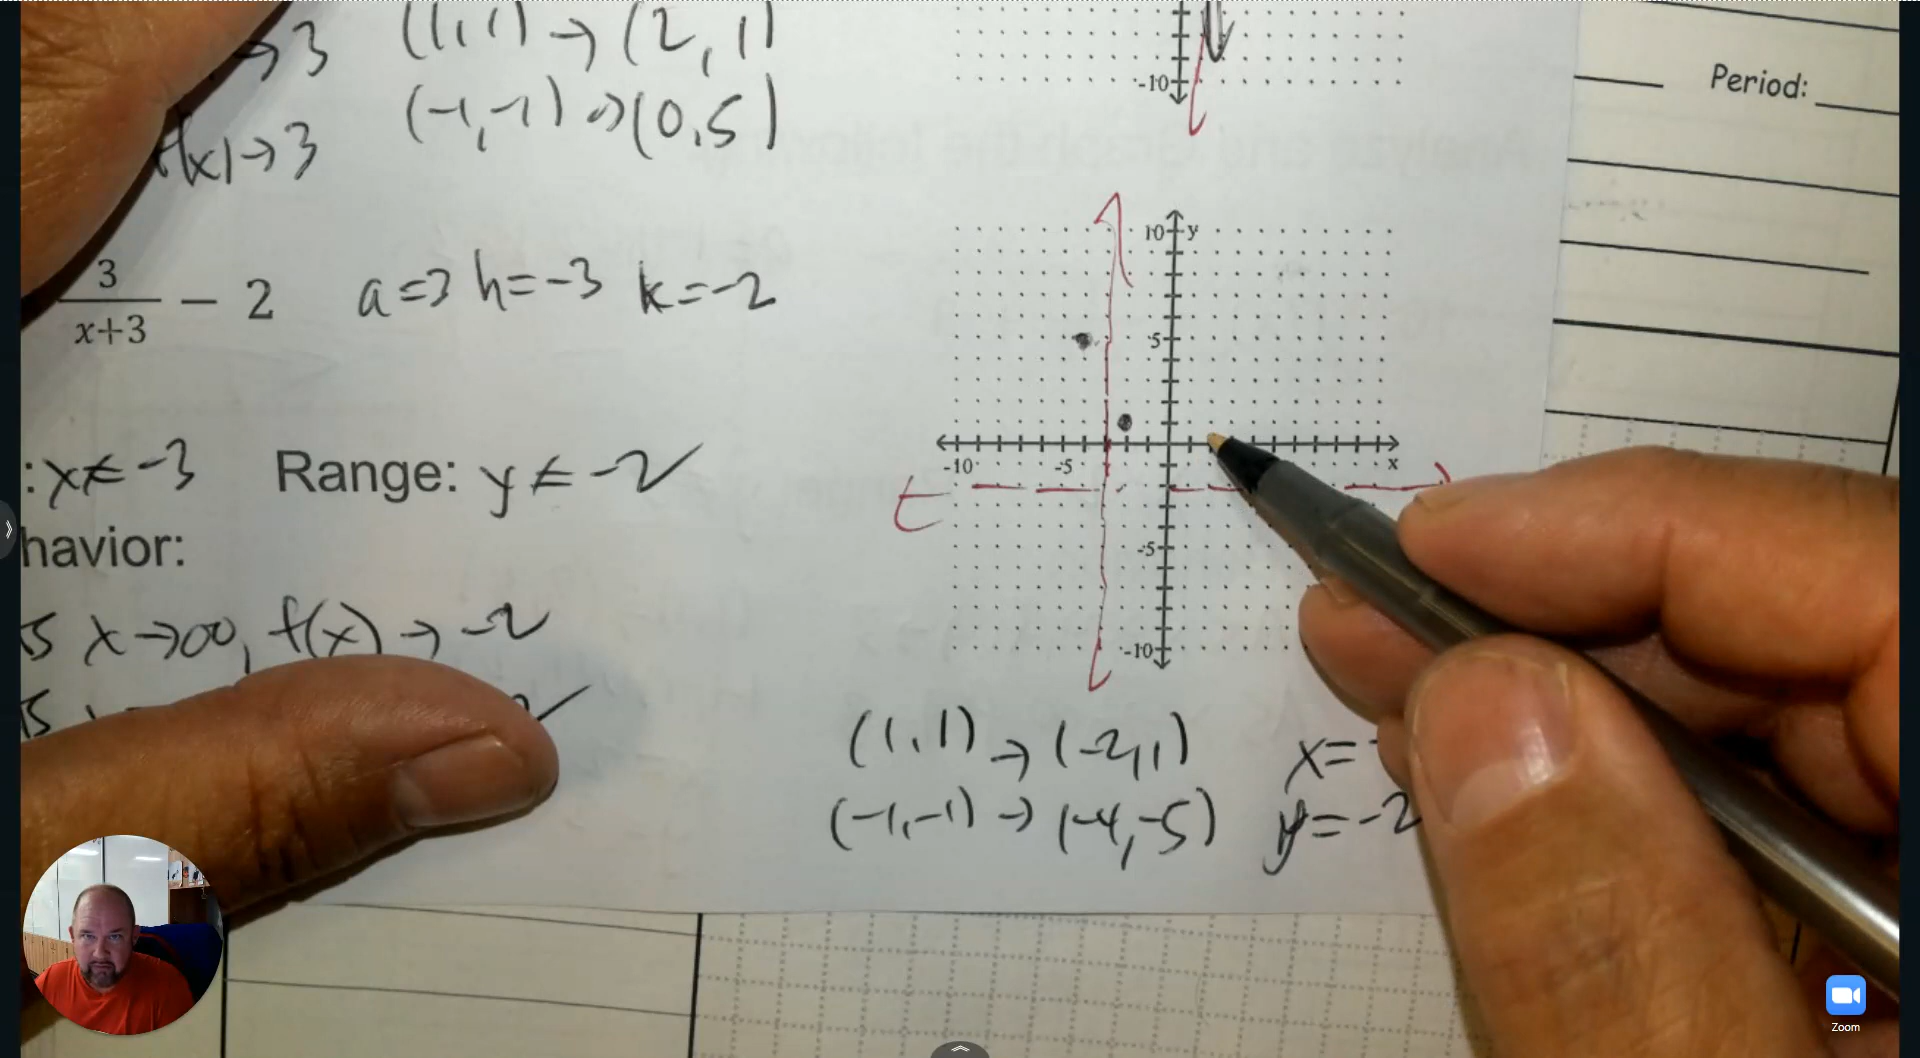 → 3 (1,1) → (2,1)
f(x) → 3 (-1,-1) → (0,5)
-10
Period:
3/(x+3) - 2 a=3 h=-3 k=-2
10 y
5
-10 -5 x
-5
-10
: x≠-3 Range: y≠-2
havior:
s x→∞, f(x) → -2
s
(1,1) → (-2,1) x=
(-1,-1) → (-4,-5) y=-2
Zoom